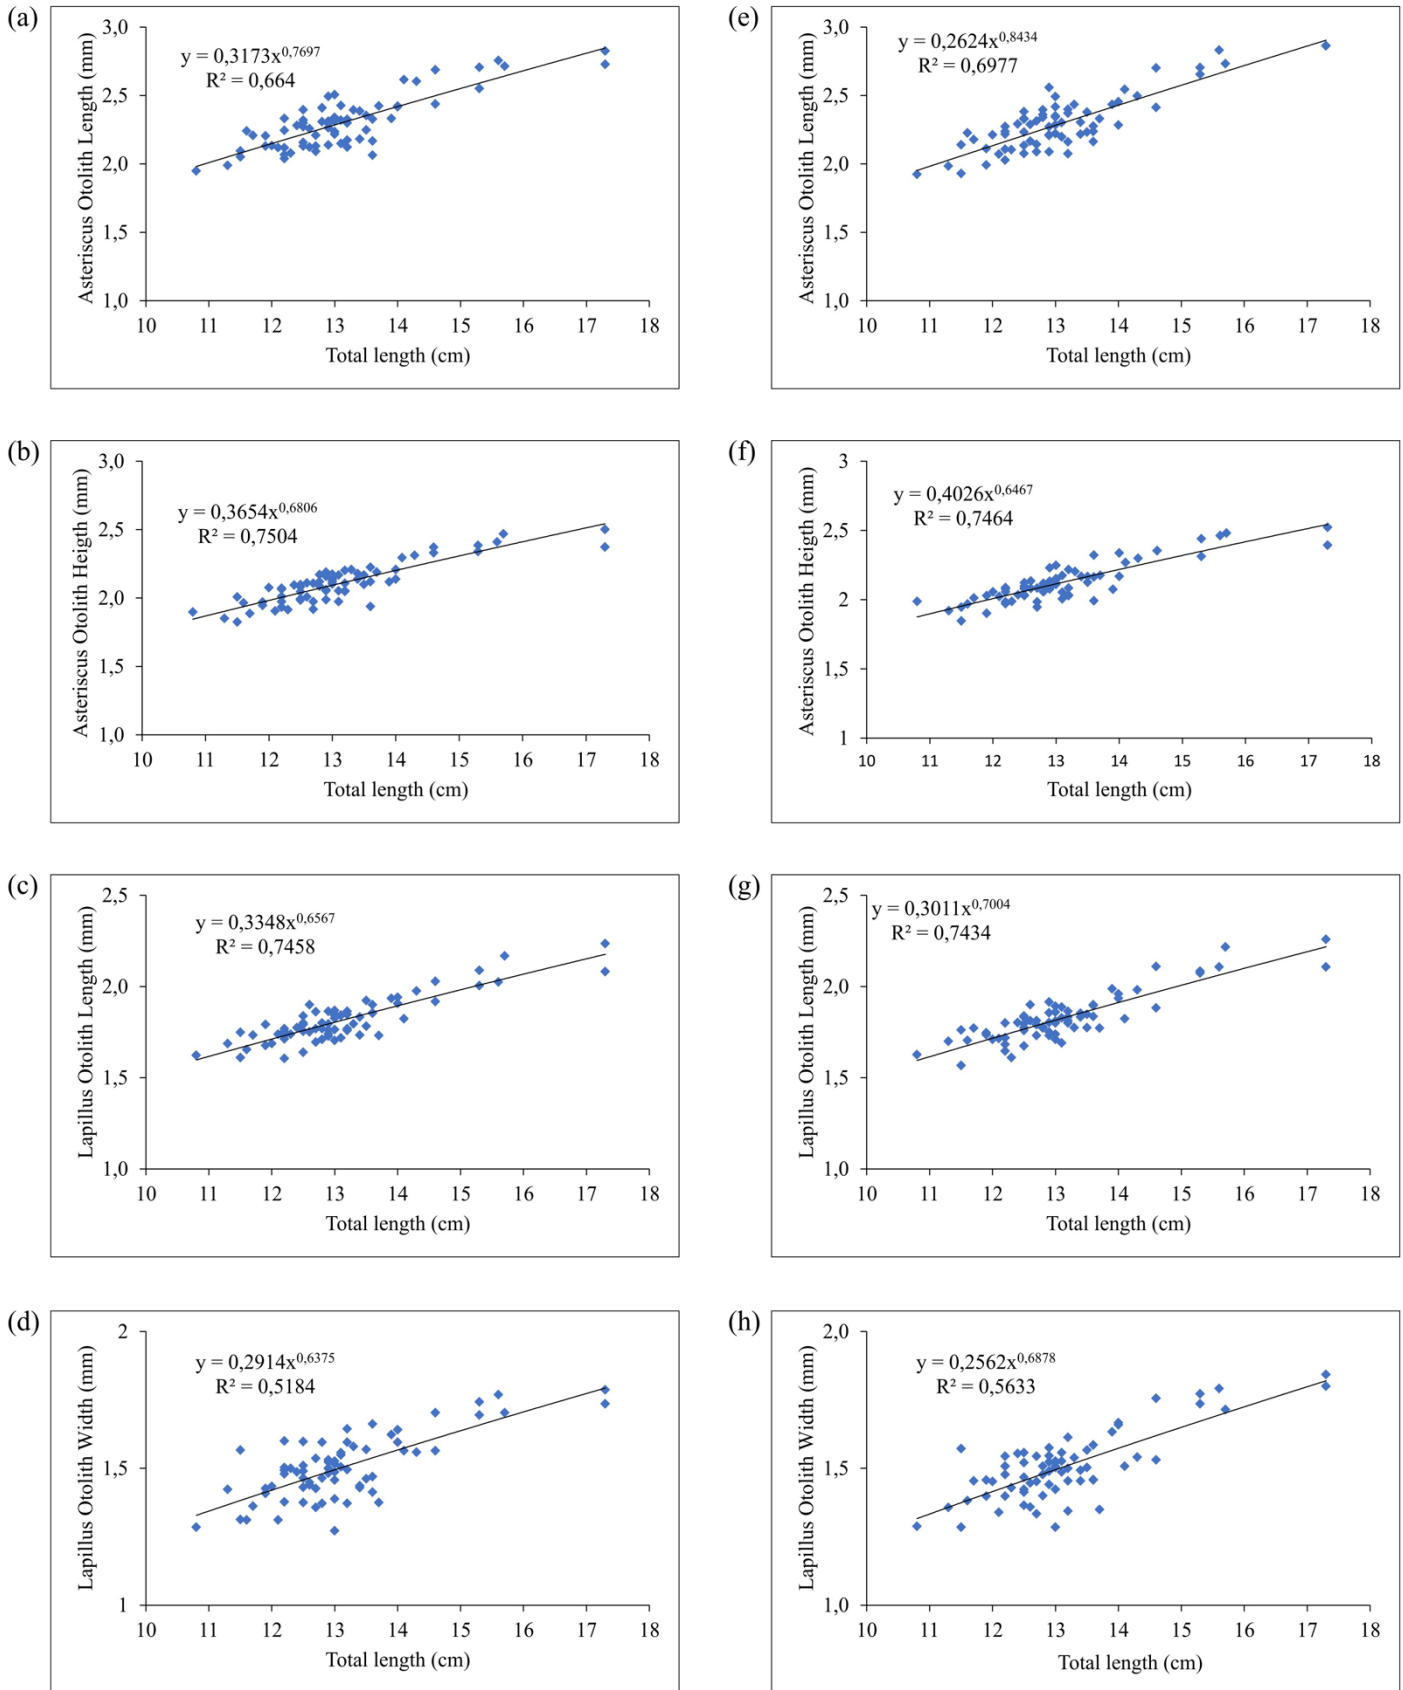 (a)
Asteriscus Otolith Length (mm)
3,0
2,5
2,0
1,5
1,0
y = 0,3173x^0,7697
R² = 0,664
10 11 12 13 14 15 16 17 18
Total length (cm)
(e)
Asteriscus Otolith Length (mm)
3,0
2,5
2,0
1,5
1,0
y = 0,2624x^0,8434
R² = 0,6977
10 11 12 13 14 15 16 17 18
Total length (cm)
(b)
Asteriscus Otolith Heigth (mm)
3,0
2,5
2,0
1,5
1,0
y = 0,3654x^0,6806
R² = 0,7504
10 11 12 13 14 15 16 17 18
Total length (cm)
(f)
Asteriscus Otolith Heigth (mm)
3
2,5
2
1,5
1
y = 0,4026x^0,6467
R² = 0,7464
10 11 12 13 14 15 16 17 18
Total length (cm)
(c)
Lapillus Otolith Length (mm)
2,5
2,0
1,5
1,0
y = 0,3348x^0,6567
R² = 0,7458
10 11 12 13 14 15 16 17 18
Total length (cm)
(g)
Lapillus Otolith Length (mm)
2,5
2,0
1,5
1,0
y = 0,3011x^0,7004
R² = 0,7434
10 11 12 13 14 15 16 17 18
Total length (cm)
(d)
Lapillus Otolith Width (mm)
2
1,5
1
y = 0,2914x^0,6375
R² = 0,5184
10 11 12 13 14 15 16 17 18
Total length (cm)
(h)
Lapillus Otolith Width (mm)
2,0
1,5
1,0
y = 0,2562x^0,6878
R² = 0,5633
10 11 12 13 14 15 16 17 18
Total length (cm)